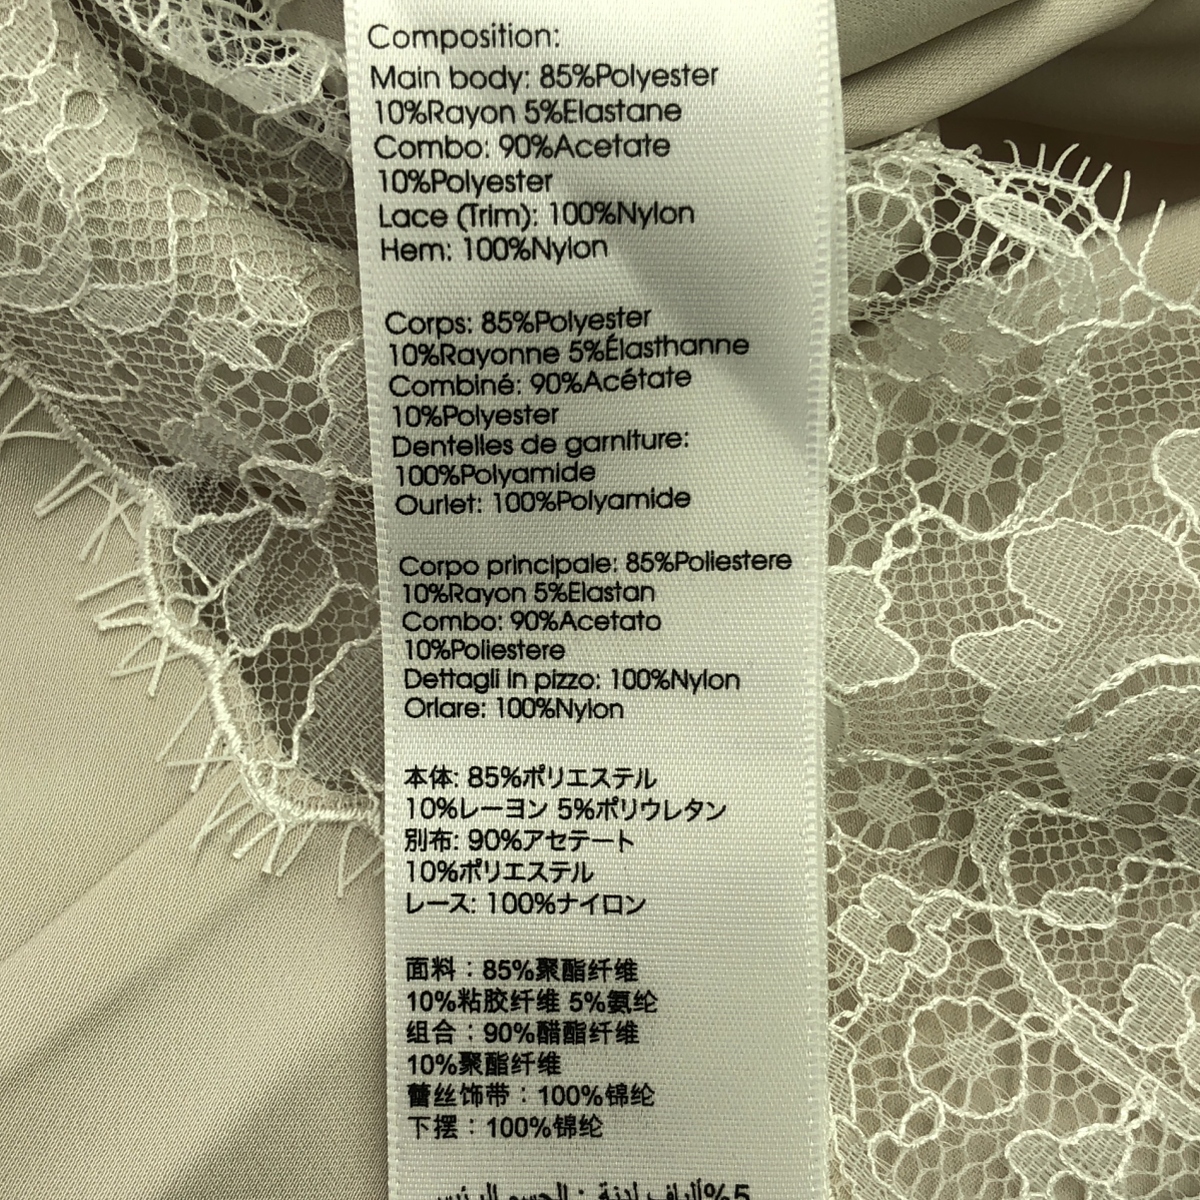 Composition:
Main body: 85%Polyester
10%Rayon 5%Elastane
Combo: 90%Acetate
10%Polyester
Lace (Trim): 100%Nylon
Hem: 100%Nylon
Corps: 85%Polyester
10%Rayonne 5%Élasthanne
Combiné: 90%Acétate
10%Polyester
Dentelles de garniture:
100%Polyamide
Ourlet: 100%Polyamide
Corpo principale: 85%Poliestere
10%Rayon 5%Elastan
Combo: 90%Acetato
10%Poliestere
Dettagli in pizzo: 100%Nylon
Orlare: 100%Nylon
本体: 85%ポリエステル
10%レーヨン 5%ポリウレタン
別布: 90%アセテート
10%ポリエステル
レース: 100%ナイロン
面料：85%聚酯纤维
10%粘胶纤维 5%氨纶
组合：90%醋酯纤维
10%聚酯纤维
蕾丝饰带：100%锦纶
下摆：100%锦纶